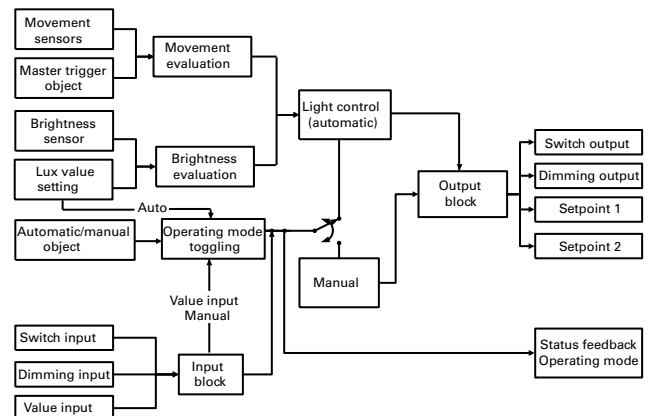 Movement
sensors
Master trigger
object
Movement
evaluation
Brightness
sensor
Lux value
setting
Brightness
evaluation
Light control
(automatic)
Auto
Automatic/manual
object
Operating mode
toggling
Manual
Output
block
Switch output
Dimming output
Setpoint 1
Setpoint 2
Value input
Manual
Switch input
Dimming input
Value input
Input
block
Status feedback
Operating mode